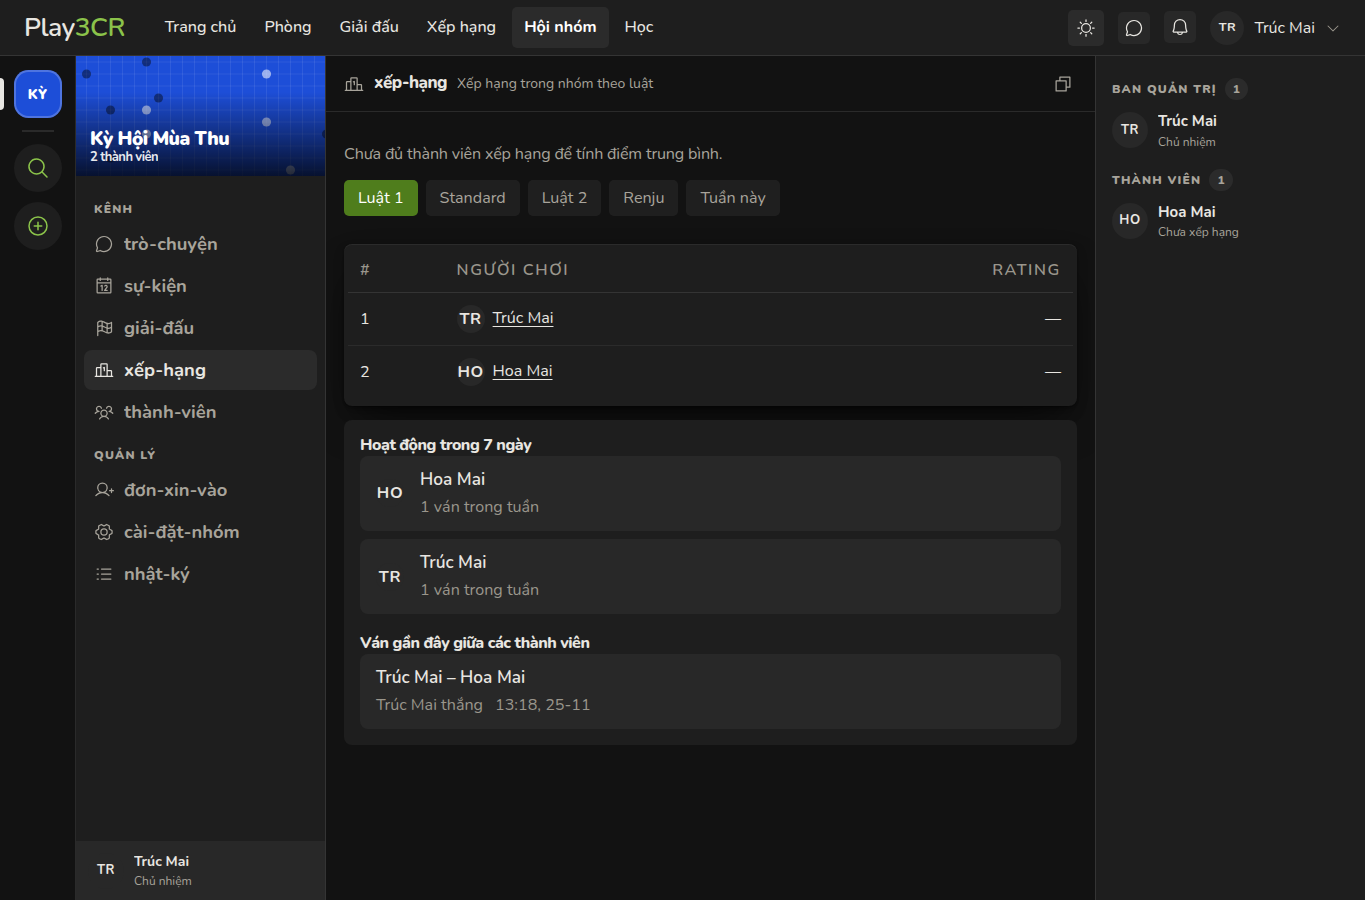 Play3CR
Trang chủ
Phòng
Giải đấu
Xếp hạng
Hội nhóm
Học
TR
Trúc Mai
KỲ
Kỳ Hội Mùa Thu
2 thành viên
KÊNH
trò-chuyện
sự-kiện
giải-đấu
xếp-hạng
thành-viên
QUẢN LÝ
đơn-xin-vào
cài-đặt-nhóm
nhật-ký
TR
Trúc Mai
Chủ nhiệm
xếp-hạng Xếp hạng trong nhóm theo luật
Chưa đủ thành viên xếp hạng để tính điểm trung bình.
Luật 1
Standard
Luật 2
Renju
Tuần này
# NGƯỜI CHƠI RATING
1 TR Trúc Mai —
2 HO Hoa Mai —
Hoạt động trong 7 ngày
HO
Hoa Mai
1 ván trong tuần
TR
Trúc Mai
1 ván trong tuần
Ván gần đây giữa các thành viên
Trúc Mai – Hoa Mai
Trúc Mai thắng 13:18, 25-11
BAN QUẢN TRỊ 1
TR
Trúc Mai
Chủ nhiệm
THÀNH VIÊN 1
HO
Hoa Mai
Chưa xếp hạng